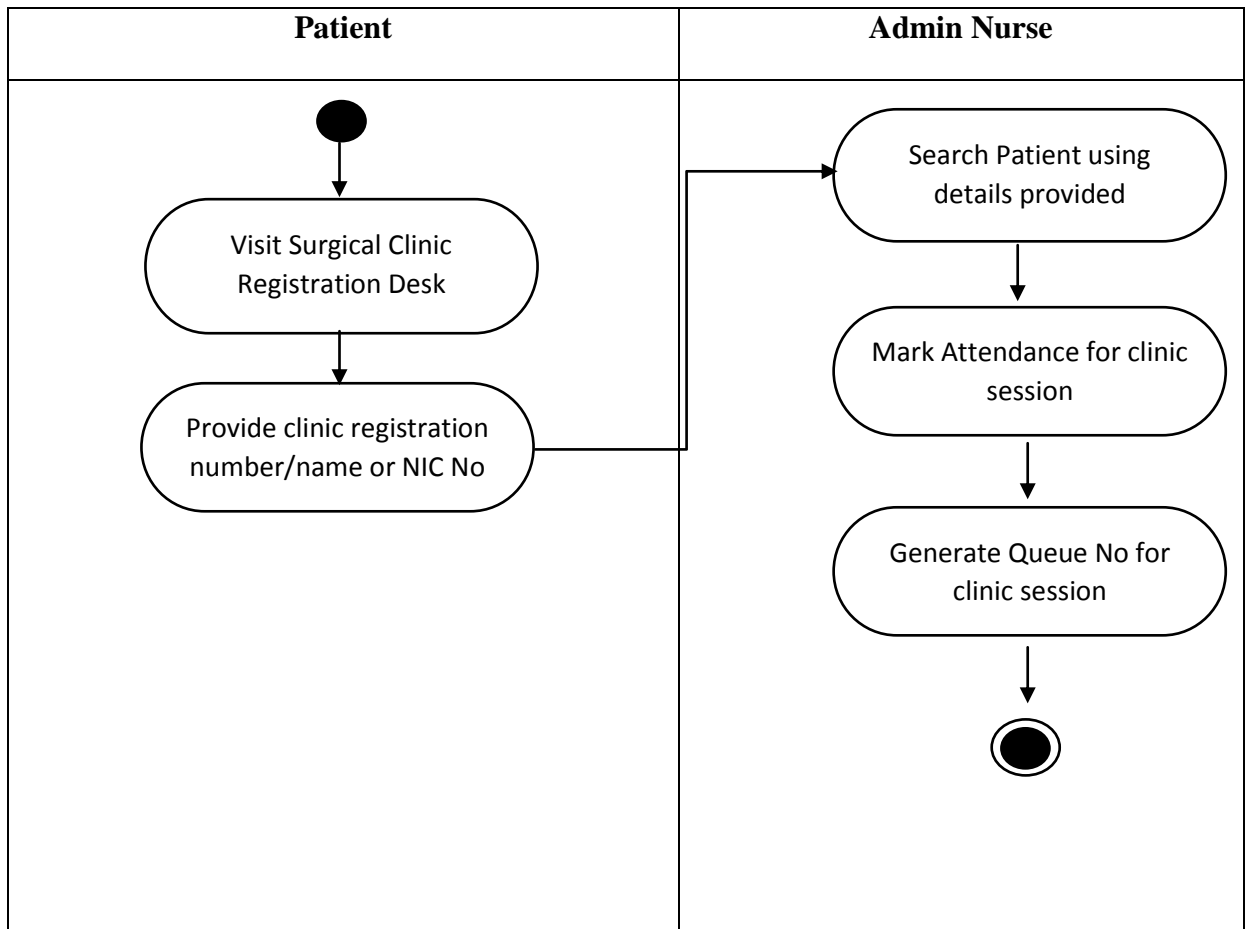 Patient
Admin Nurse
Visit Surgical Clinic
Registration Desk
Provide clinic registration
number/name or NIC No
Search Patient using
details provided
Mark Attendance for clinic
session
Generate Queue No for
clinic session